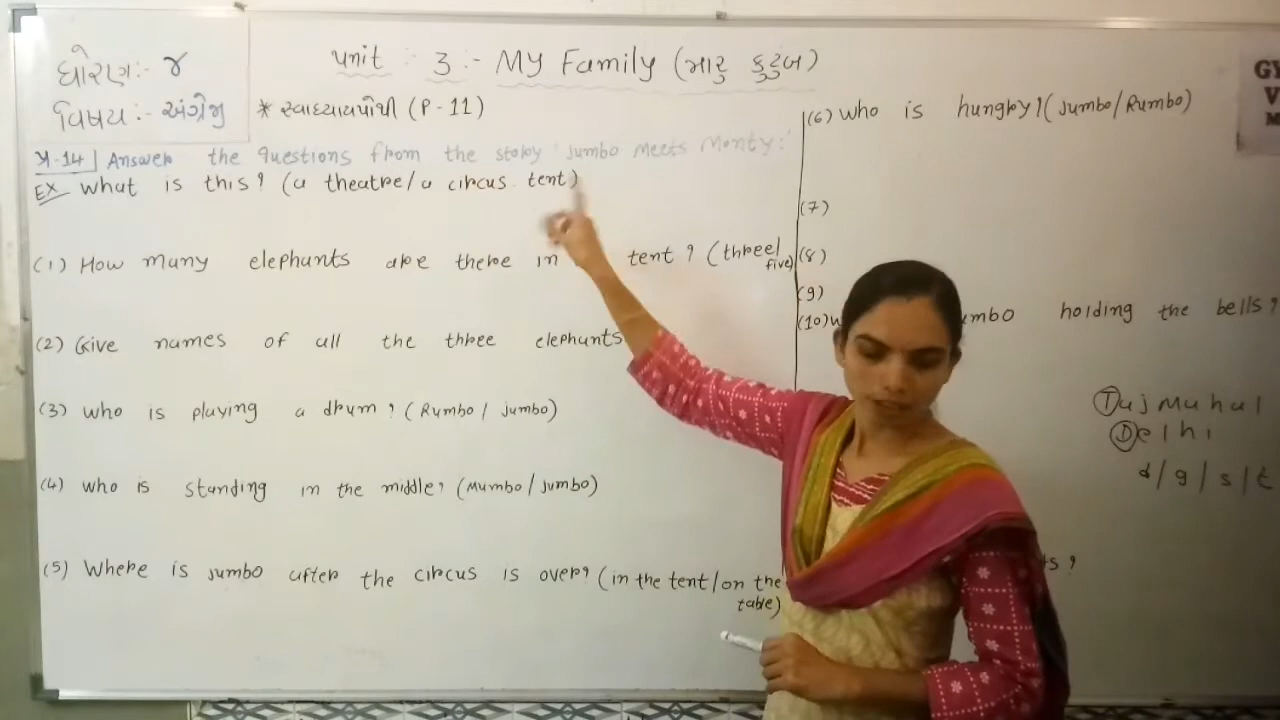 ધોરણ:- ૪
વિષય:- અંગ્રેજી
Unit :- 3 :- My Family (મારુ કુટુંબ)
* સ્વાધ્યાયપોથી (P-11)
પ્ર.14 | Answer the questions from the story 'Jumbo meets Monty:'
EX What is this? (a theatre/a circus tent)
(1) How many elephants are there in tent? (three/
five)
(2) Give names of all the three elephants
(3) Who is playing a drum? (Rumbo/Jumbo)
(4) Who is standing in the middle? (Mumbo/Jumbo)
(5) Where is Jumbo after the circus is over? (in the tent/on the
table)
(6) Who is hungry? (Jumbo/Rumbo)
(7)
(8)
(9)
(10) holding the bells?
Taj Mahal
Delhi
d/g/s/t
GY
V
M